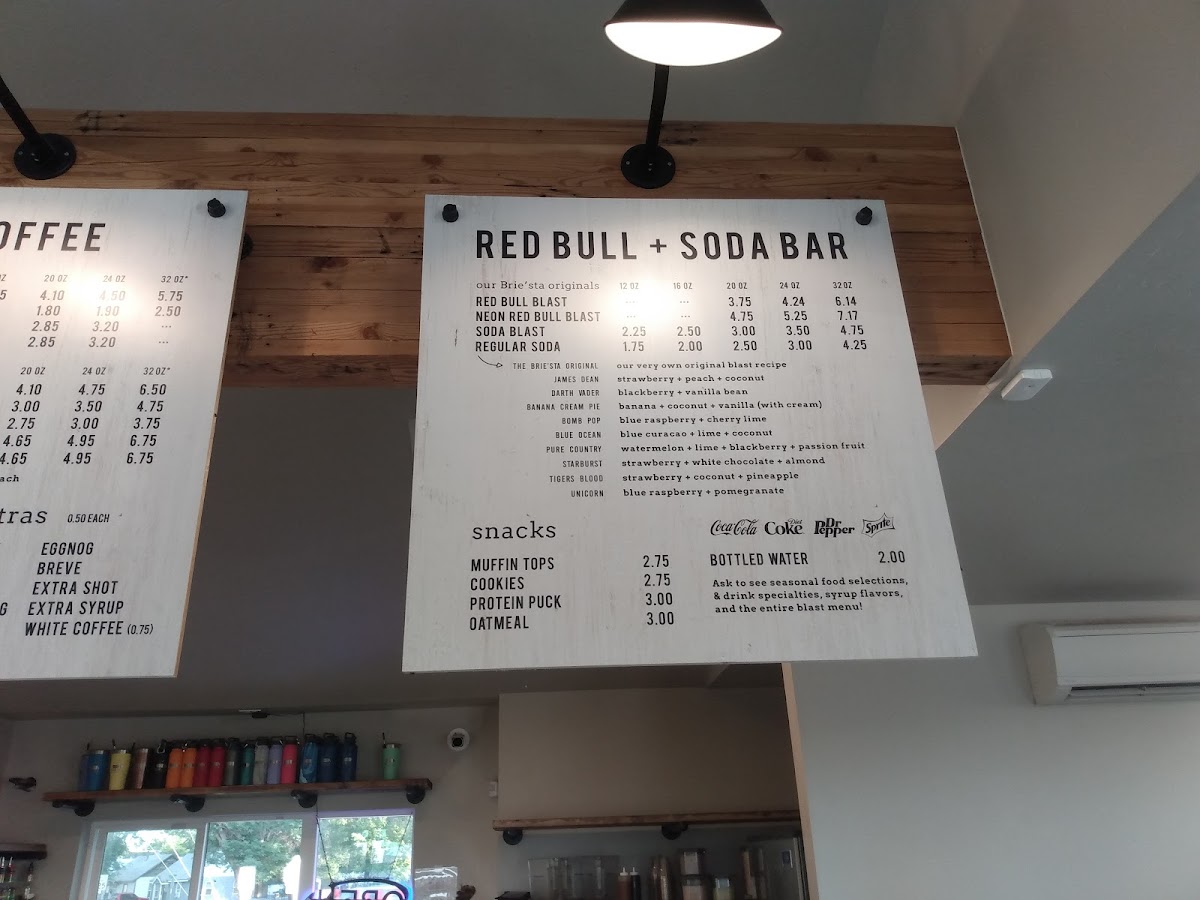 OFFEE
20 OZ 24 OZ 32 OZ*
5 4.10 4.50 5.75
1.80 1.90 2.50
2.85 3.20 ...
2.85 3.20 ...
20 OZ 24 OZ 32 OZ*
4.10 4.75 6.50
3.00 3.50 4.75
2.75 3.00 3.75
4.65 4.95 6.75
4.65 4.95 6.75
ach
tras 0.50 EACH
EGGNOG
BREVE
EXTRA SHOT
G EXTRA SYRUP
WHITE COFFEE (0.75)
RED BULL + SODA BAR
our Brie'sta originals 12 OZ 16 OZ 20 OZ 24 OZ 32 OZ
RED BULL BLAST ... ... 3.75 4.24 6.14
NEON RED BULL BLAST ... ... 4.75 5.25 7.17
SODA BLAST 2.25 2.50 3.00 3.50 4.75
REGULAR SODA 1.75 2.00 2.50 3.00 4.25
THE BRIE'STA ORIGINAL our very own original blast recipe
JAMES DEAN strawberry + peach + coconut
DARTH VADER blackberry + vanilla bean
BANANA CREAM PIE banana + coconut + vanilla (with cream)
BOMB POP blue raspberry + cherry lime
BLUE OCEAN blue curacao + lime + coconut
PURE COUNTRY watermelon + lime + blackberry + passion fruit
STARBURST strawberry + white chocolate + almond
TIGERS BLOOD strawberry + coconut + pineapple
UNICORN blue raspberry + pomegranate
snacks
MUFFIN TOPS 2.75
COOKIES 2.75
PROTEIN PUCK 3.00
OATMEAL 3.00
Coca-Cola Diet Coke Dr Pepper Sprite
BOTTLED WATER 2.00
Ask to see seasonal food selections,
& drink specialties, syrup flavors,
and the entire blast menu!